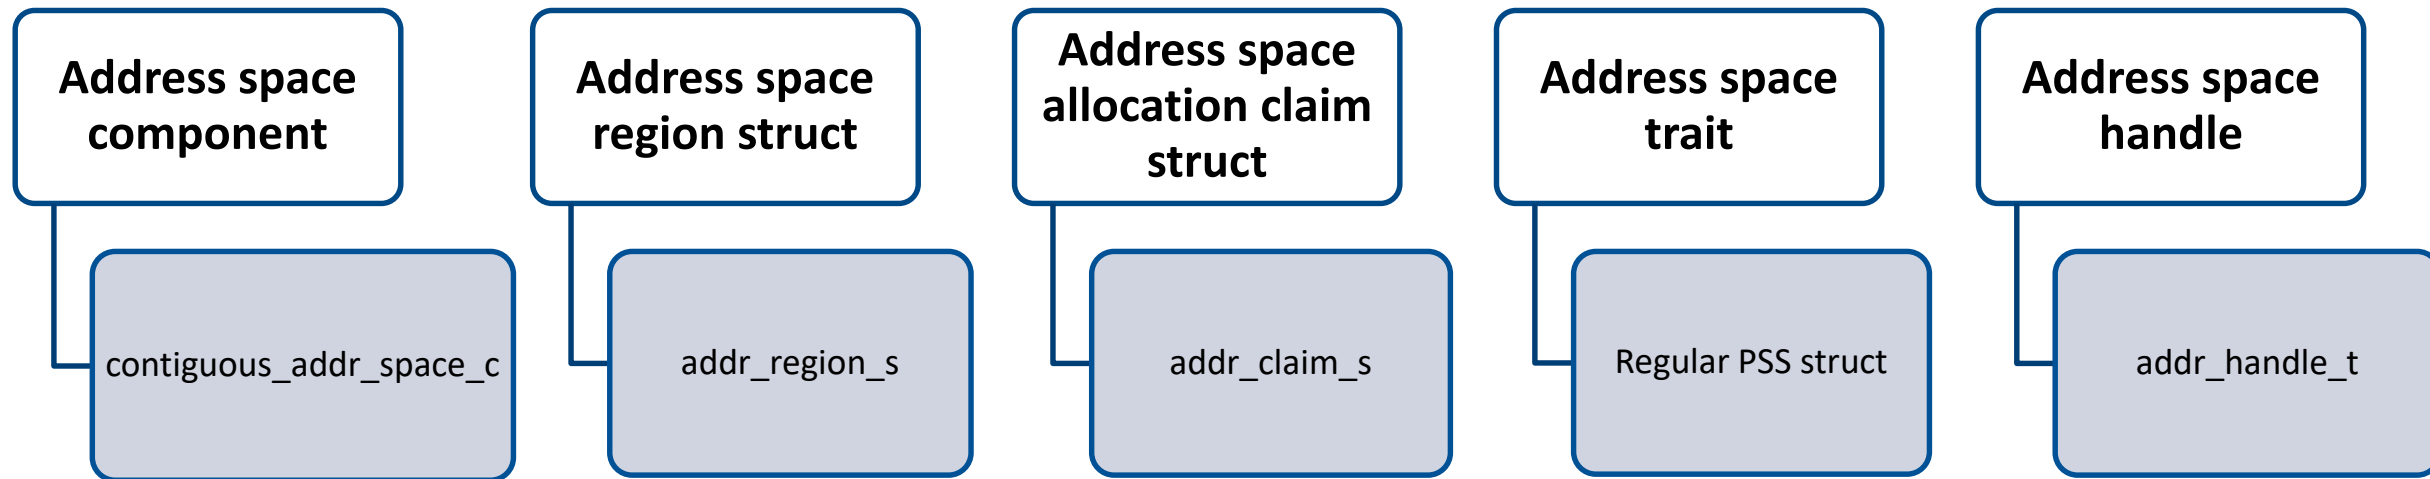 Address space
component
contiguous_addr_space_c
Address space
region struct
addr_region_s
Address space
allocation claim
struct
addr_claim_s
Address space
trait
Regular PSS struct
Address space
handle
addr_handle_t